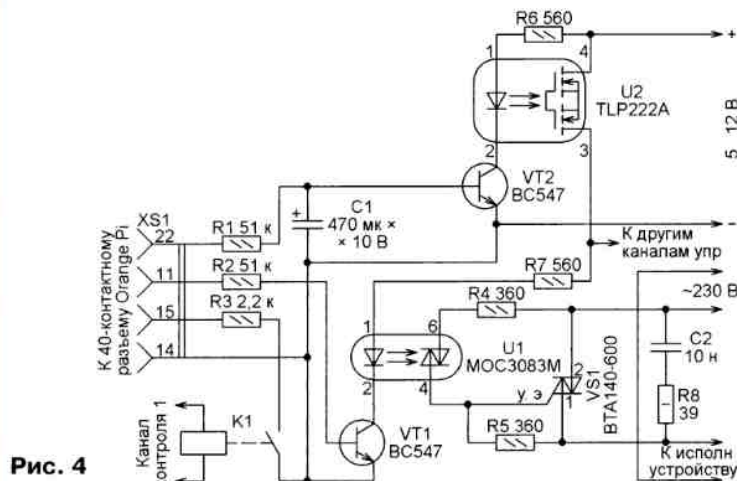 R6 560
1
4
+
U2
TLP222A
5 12 В
2
3
VT2
BC547
XS1
22
R1 51 к
+
C1
470 мк ×
× 10 В
-
К другим
каналам упр
11
R2 51 к
R7 560
~230 В
15
R3 2,2 к
1
6
R4 360
14
К 40-контактному
разъему Orange Pi
U1
MOC3083M
2
4
у. э
2
1
VS1
BTA140-600
C2
10 н
R8
39
K1
Канал
контроля 1
VT1
BC547
R5 360
К исполн
устройству
Рис. 4